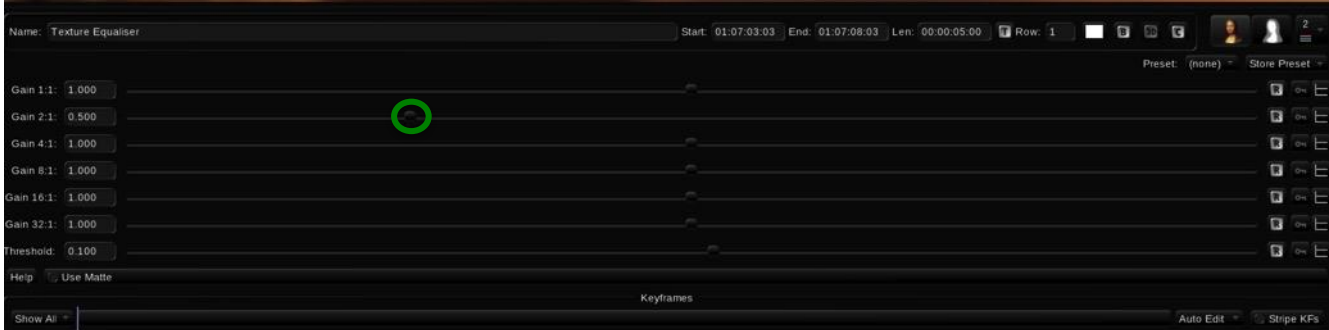 Name: Texture Equaliser Start: 01:07:03:03 End: 01:07:08:03 Len: 00:00:05:00 Row: 1 2
Preset: (none) Store Preset
Gain 1:1: 1.000 R
Gain 2:1: 0.500 R
Gain 4:1: 1.000 R
Gain 8:1: 1.000 R
Gain 16:1: 1.000 R
Gain 32:1: 1.000 R
Threshold: 0.100 R
Help Use Matte
Keyframes
Show All Auto Edit Stripe KFs